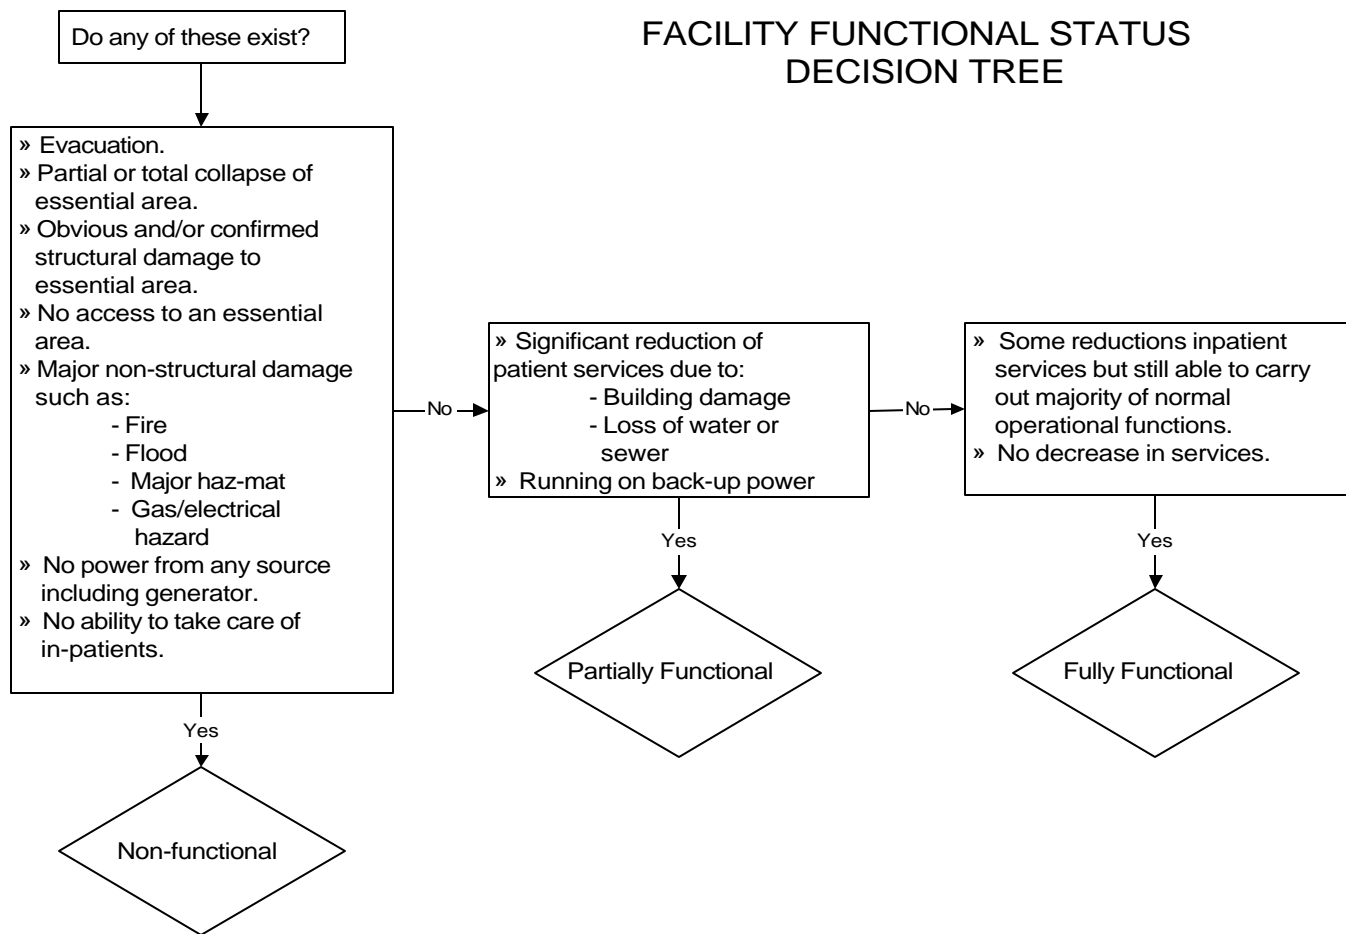 FACILITY FUNCTIONAL STATUS
DECISION TREE
Do any of these exist?
» Evacuation.
» Partial or total collapse of
essential area.
» Obvious and/or confirmed
structural damage to
essential area.
» No access to an essential
area.
» Major non-structural damage
such as:
- Fire
- Flood
- Major haz-mat
- Gas/electrical
hazard
» No power from any source
including generator.
» No ability to take care of
in-patients.
No
» Significant reduction of
patient services due to:
- Building damage
- Loss of water or
sewer
» Running on back-up power
No
» Some reductions inpatient
services but still able to carry
out majority of normal
operational functions.
» No decrease in services.
Yes
Non-functional
Yes
Partially Functional
Yes
Fully Functional